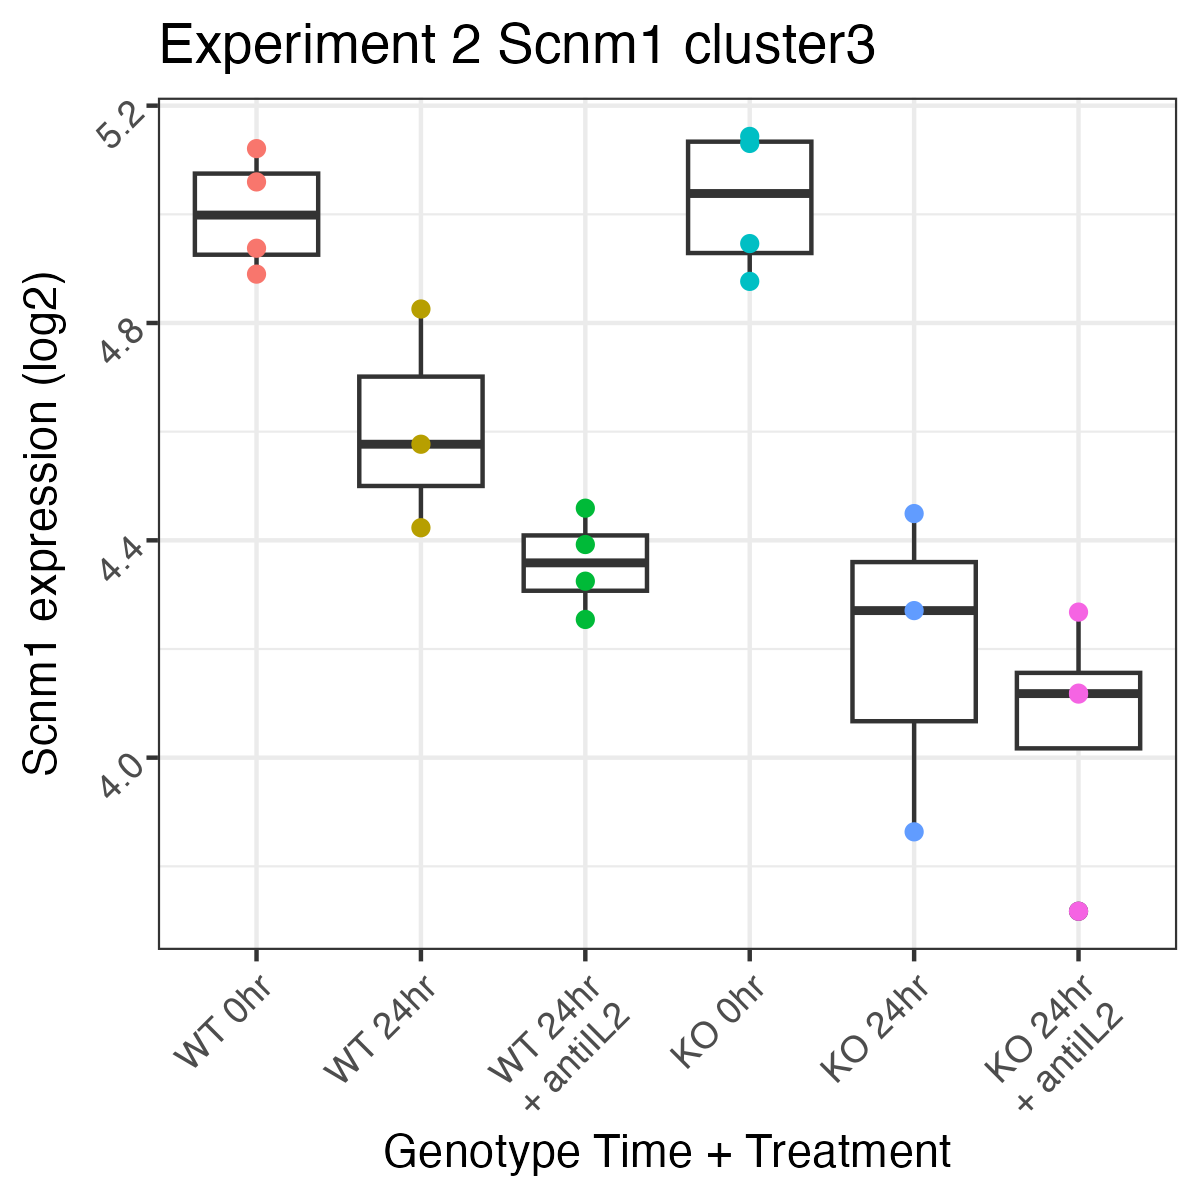 Experiment 2 Scnm1 cluster3
Scnm1 expression (log2)
5.2
4.8
4.4
4.0
WT 0hr
WT 24hr
WT 24hr
+ antiIL2
KO 0hr
KO 24hr
KO 24hr
+ antiIL2
Genotype Time + Treatment